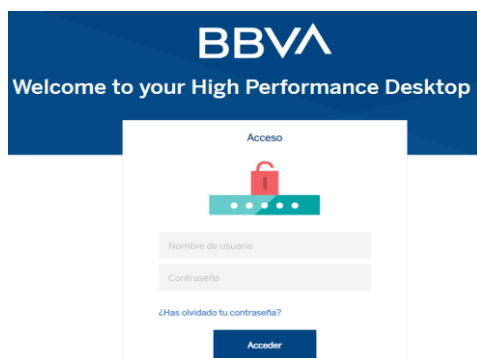 BBVA
Welcome to your High Performance Desktop
Acceso
Nombre de usuario
Contraseña
¿Has olvidado tu contraseña?
Acceder